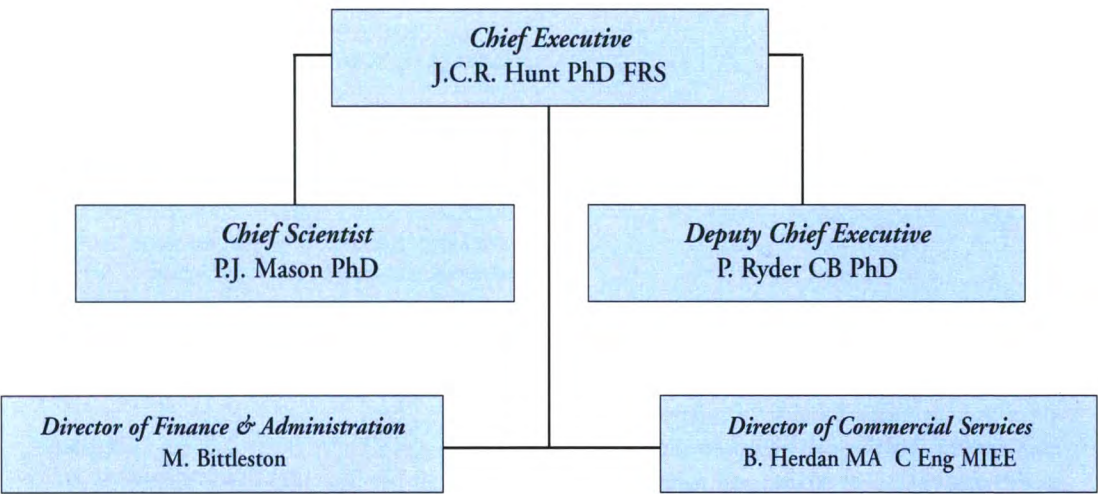 Chief Executive
J.C.R. Hunt PhD FRS
Chief Scientist
P.J. Mason PhD
Deputy Chief Executive
P. Ryder CB PhD
Director of Finance & Administration
M. Bittleston
Director of Commercial Services
B. Herdan MA C Eng MIEE